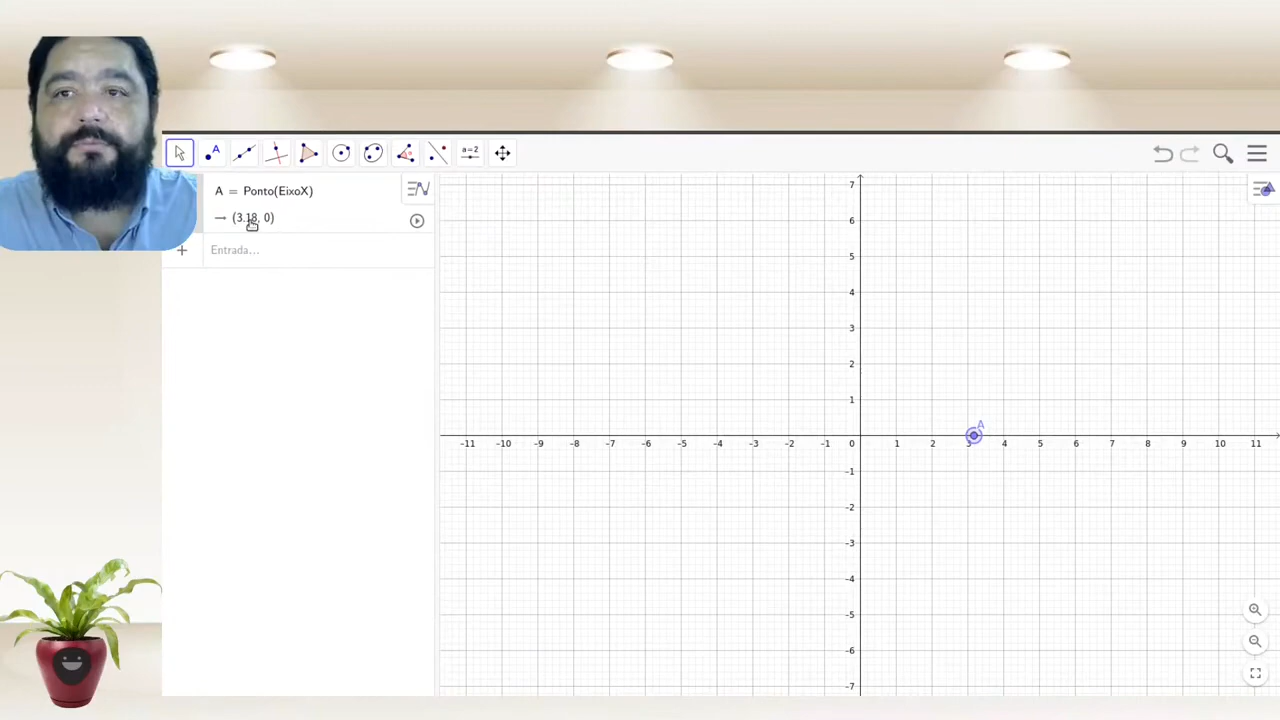 a=2
A = Ponto(EixoX)
→ (3.18, 0)
+ Entrada...
A
7
6
5
4
3
2
1
–11 –10 –9 –8 –7 –6 –5 –4 –3 –2 –1 0 1 2 3 4 5 6 7 8 9 10 11
–1
–2
–3
–4
–5
–6
–7
A